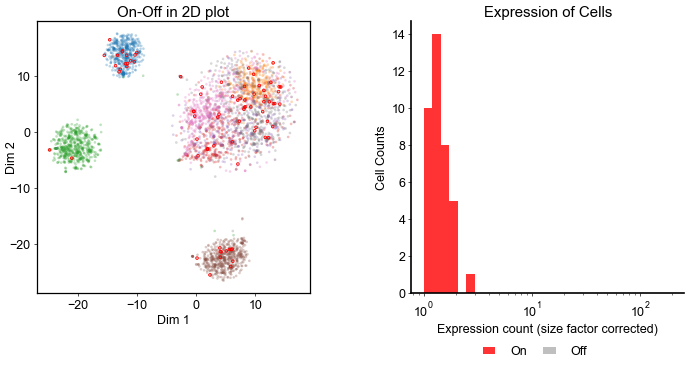 On-Off in 2D plot
Dim 2
10
0
−10
−20
−20
−10
0
10
Dim 1
Expression of Cells
Cell Counts
14
12
10
8
6
4
2
0
10⁰
10¹
10²
Expression count (size factor corrected)
On
Off